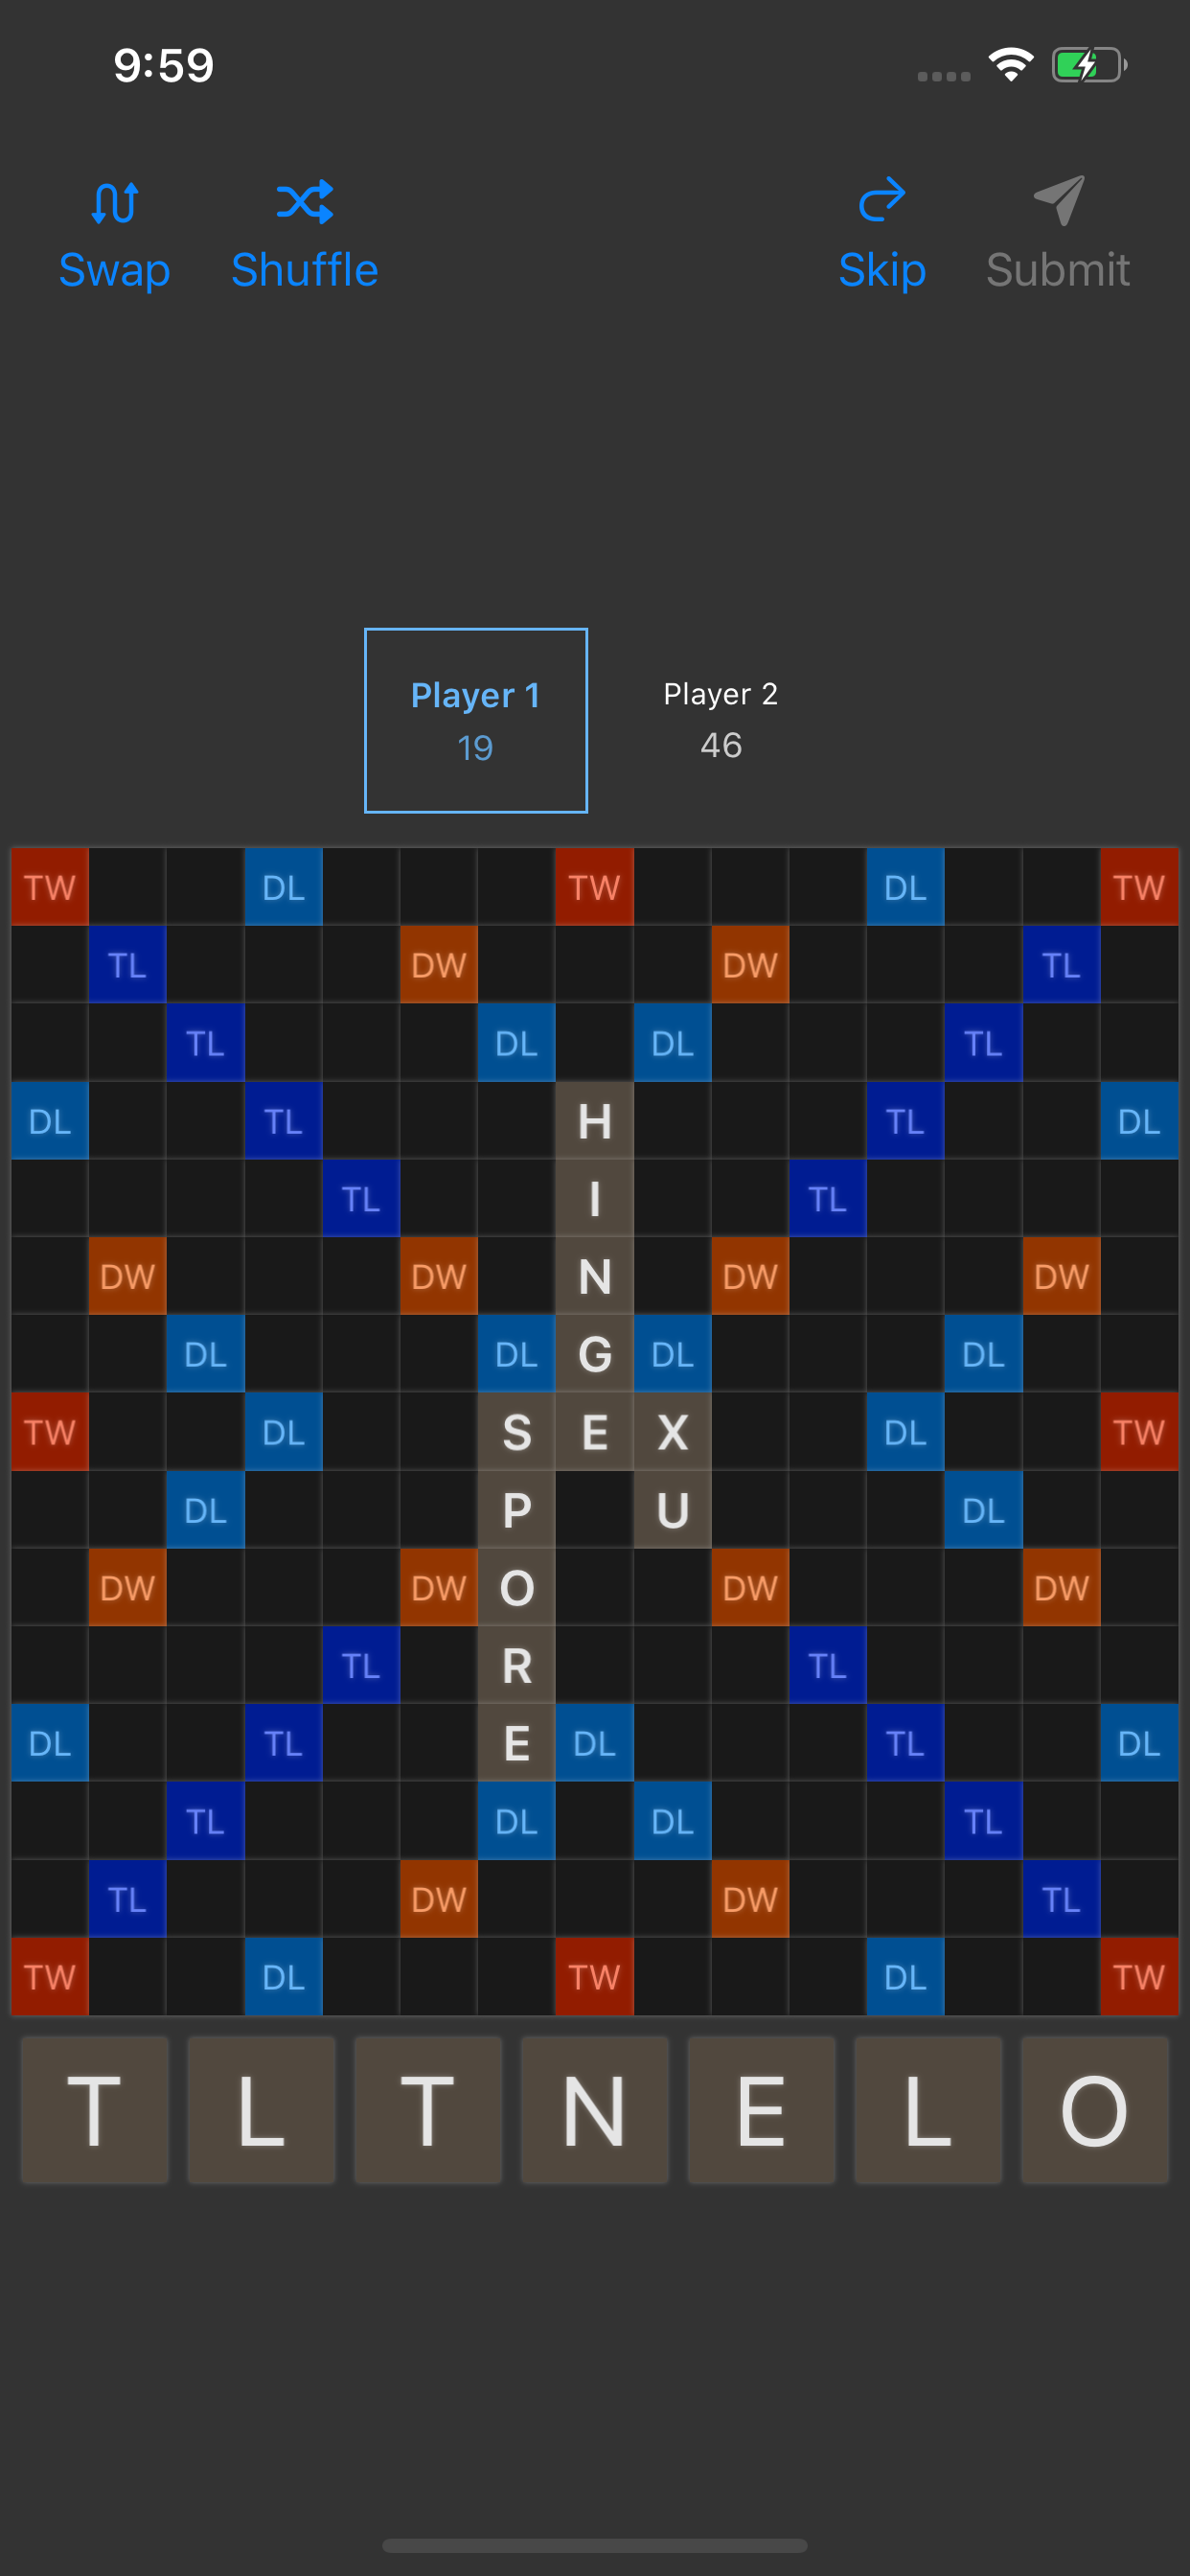 9:59
Swap Shuffle Skip Submit
Player 1 Player 2
19 46
TW DL TW DL TW
TL DW DW TL
TL DL DL TL
DL TL H TL DL
TL I TL
DW DW N DW DW
DL DL G DL DL
TW DL S E X DL TW
DL P U DL
DW DW O DW DW
TL R TL
DL TL E DL TL DL
TL DL DL TL
TL DW DW TL
TW DL TW DL TW
T L T N E L O